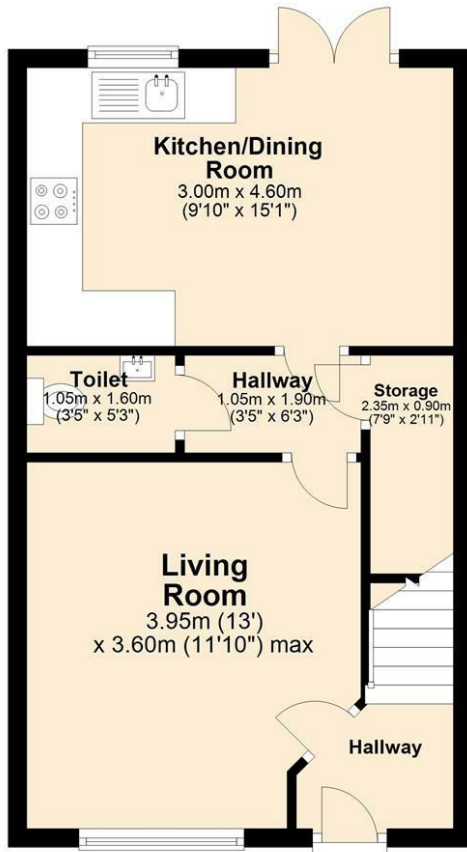 Kitchen/Dining
Room
3.00m x 4.60m
(9'10" x 15'1")
Toilet
1.05m x 1.60m
(3'5" x 5'3")
Hallway
1.05m x 1.90m
(3'5" x 6'3")
Storage
2.35m x 0.90m
(7'9" x 2'11")
Living
Room
3.95m (13')
x 3.60m (11'10") max
Hallway